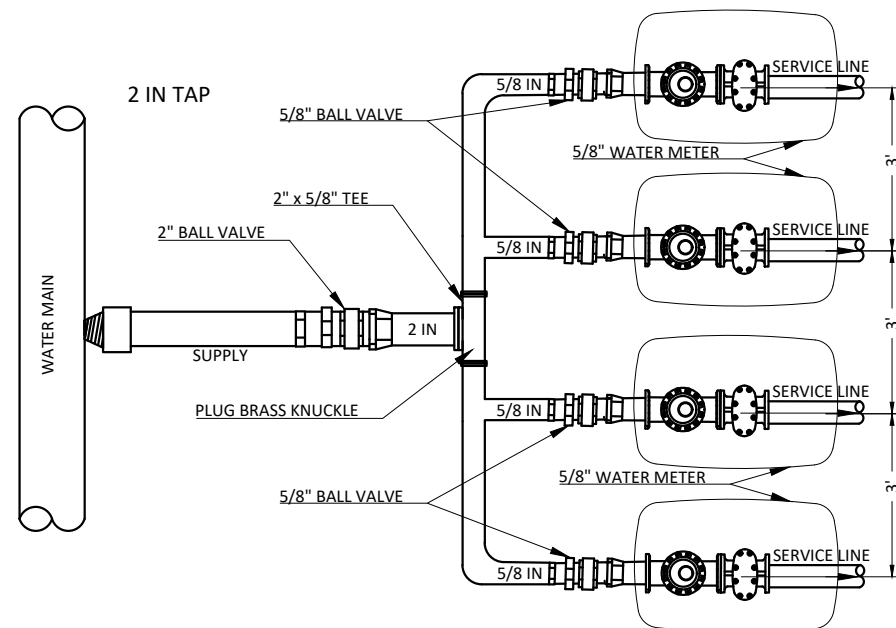 2 IN TAP
WATER MAIN
SUPPLY
2" BALL VALVE
2" x 5/8" TEE
5/8" BALL VALVE
2 IN
PLUG BRASS KNUCKLE
5/8" BALL VALVE
5/8 IN
5/8 IN
5/8 IN
5/8 IN
5/8" WATER METER
5/8" WATER METER
SERVICE LINE
SERVICE LINE
SERVICE LINE
SERVICE LINE
3'
3'
3'